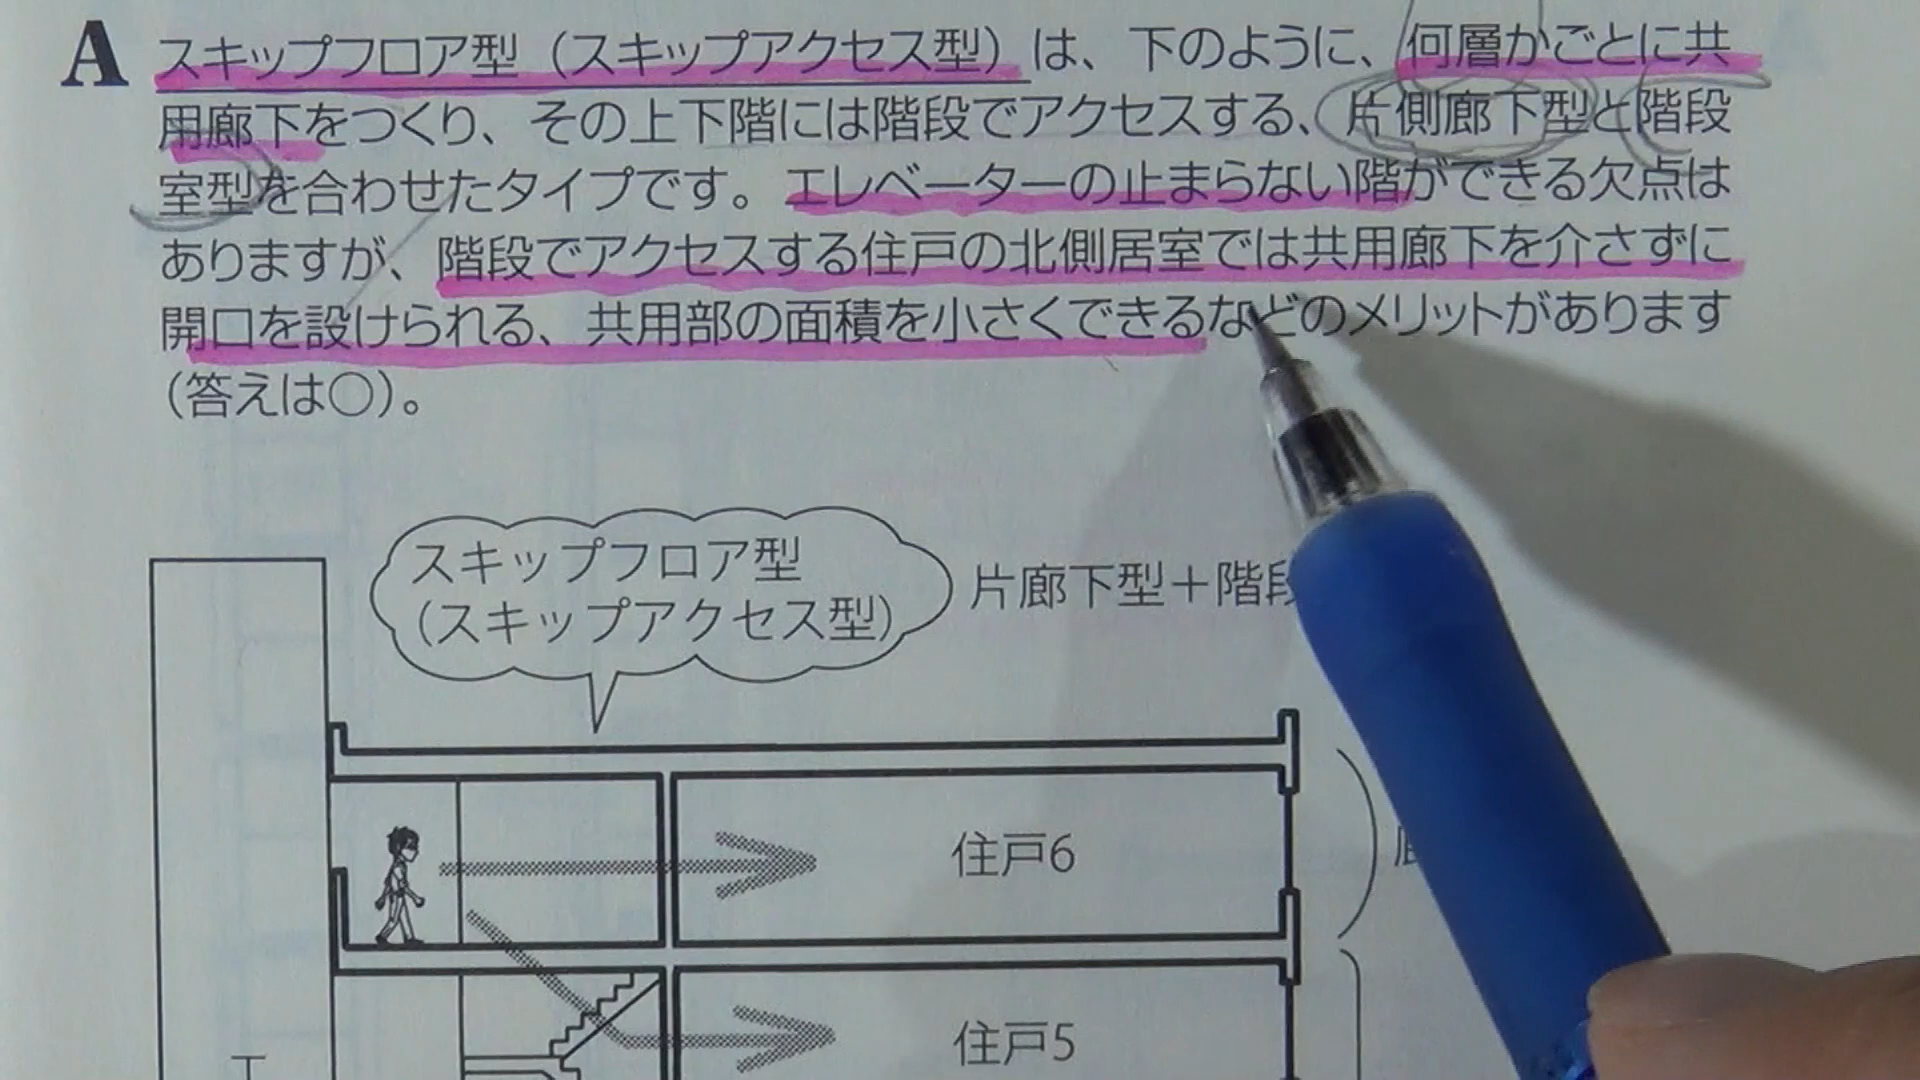 A スキップフロア型（スキップアクセス型）は、下のように、何層かごとに共
用廊下をつくり、その上下階には階段でアクセスする、片側廊下型と階段
室型を合わせたタイプです。エレベーターの止まらない階ができる欠点は
ありますが、階段でアクセスする住戸の北側居室では共用廊下を介さずに
開口を設けられる、共用部の面積を小さくできるなどのメリットがあります
（答えは○）。
スキップフロア型
（スキップアクセス型）
片廊下型＋階段
住戸6
住戸5